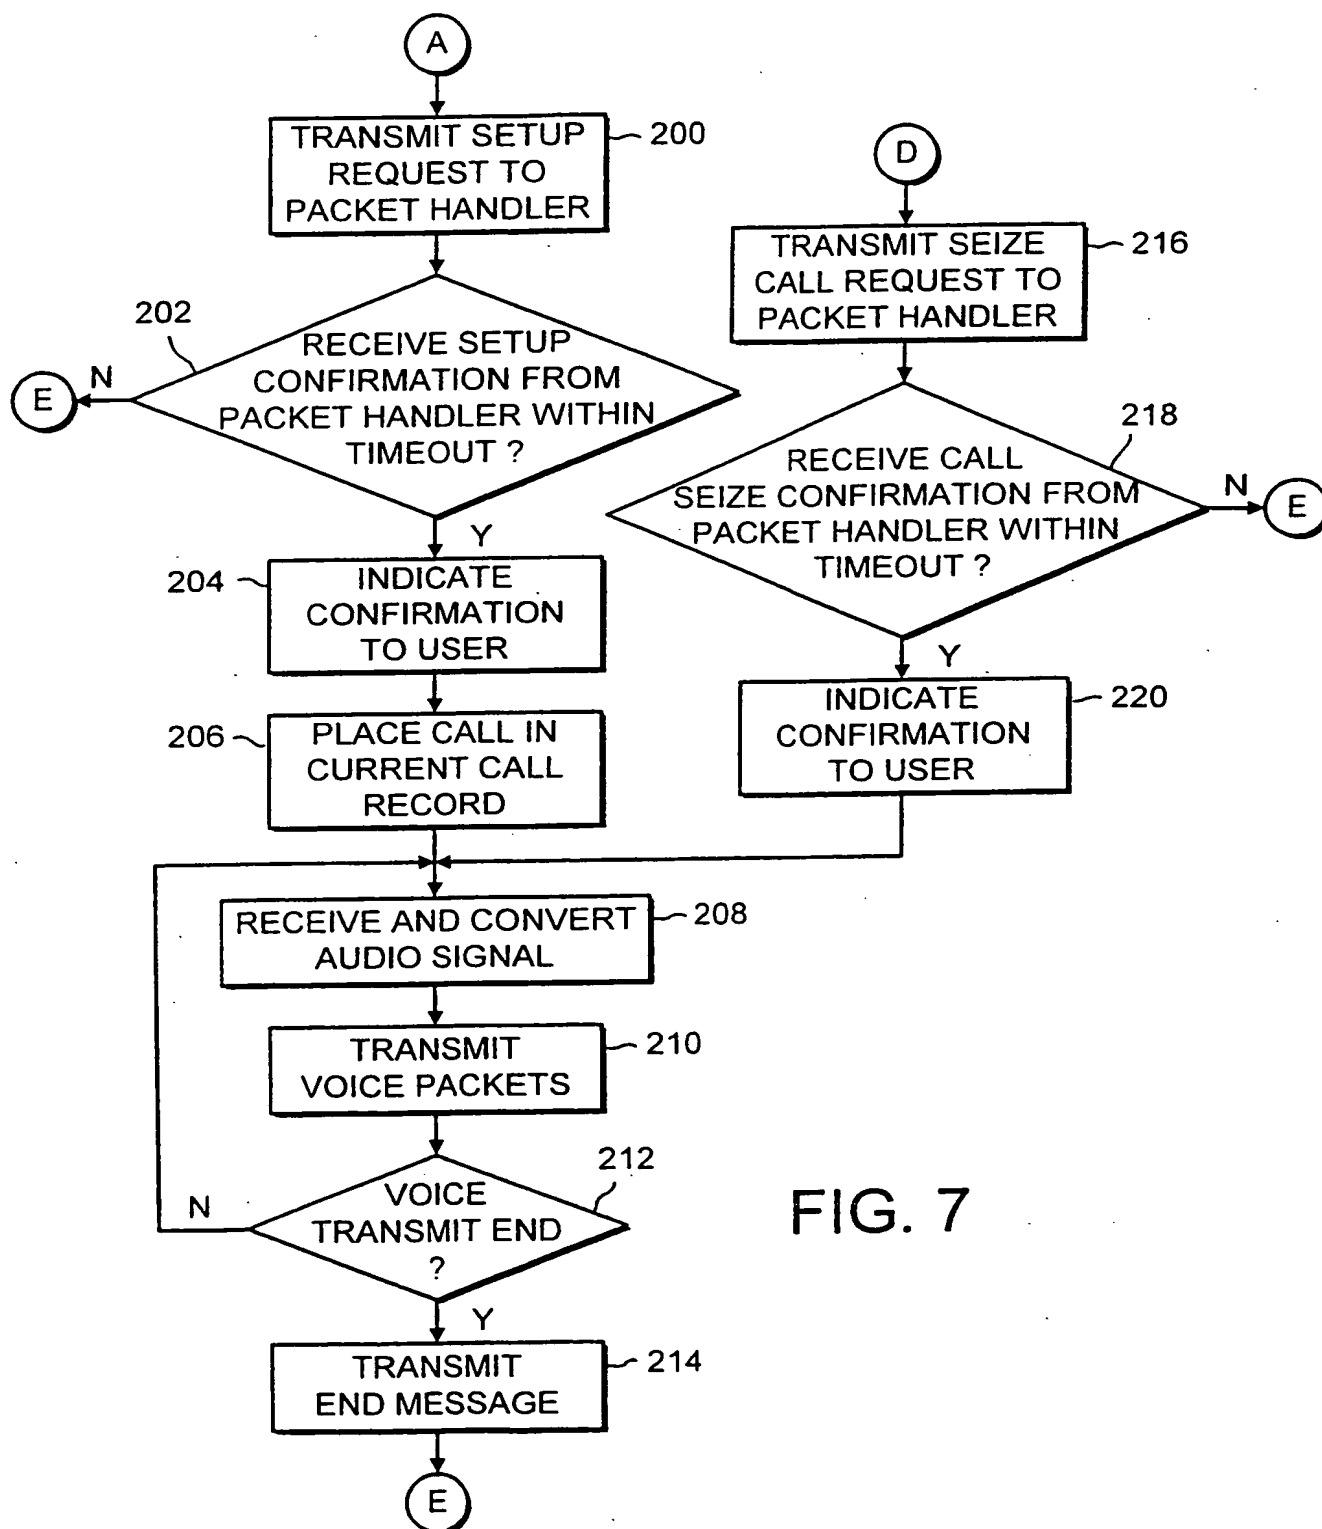 A
TRANSMIT SETUP
REQUEST TO
PACKET HANDLER
200
202
RECEIVE SETUP
CONFIRMATION FROM
PACKET HANDLER WITHIN
TIMEOUT ?
N
E
Y
204
INDICATE
CONFIRMATION
TO USER
206
PLACE CALL IN
CURRENT CALL
RECORD
D
TRANSMIT SEIZE
CALL REQUEST TO
PACKET HANDLER
216
218
RECEIVE CALL
SEIZE CONFIRMATION FROM
PACKET HANDLER WITHIN
TIMEOUT ?
N
E
Y
INDICATE
CONFIRMATION
TO USER
220
RECEIVE AND CONVERT
AUDIO SIGNAL
208
TRANSMIT
VOICE PACKETS
210
212
VOICE
TRANSMIT END
?
N
Y
TRANSMIT
END MESSAGE
214
E
FIG. 7